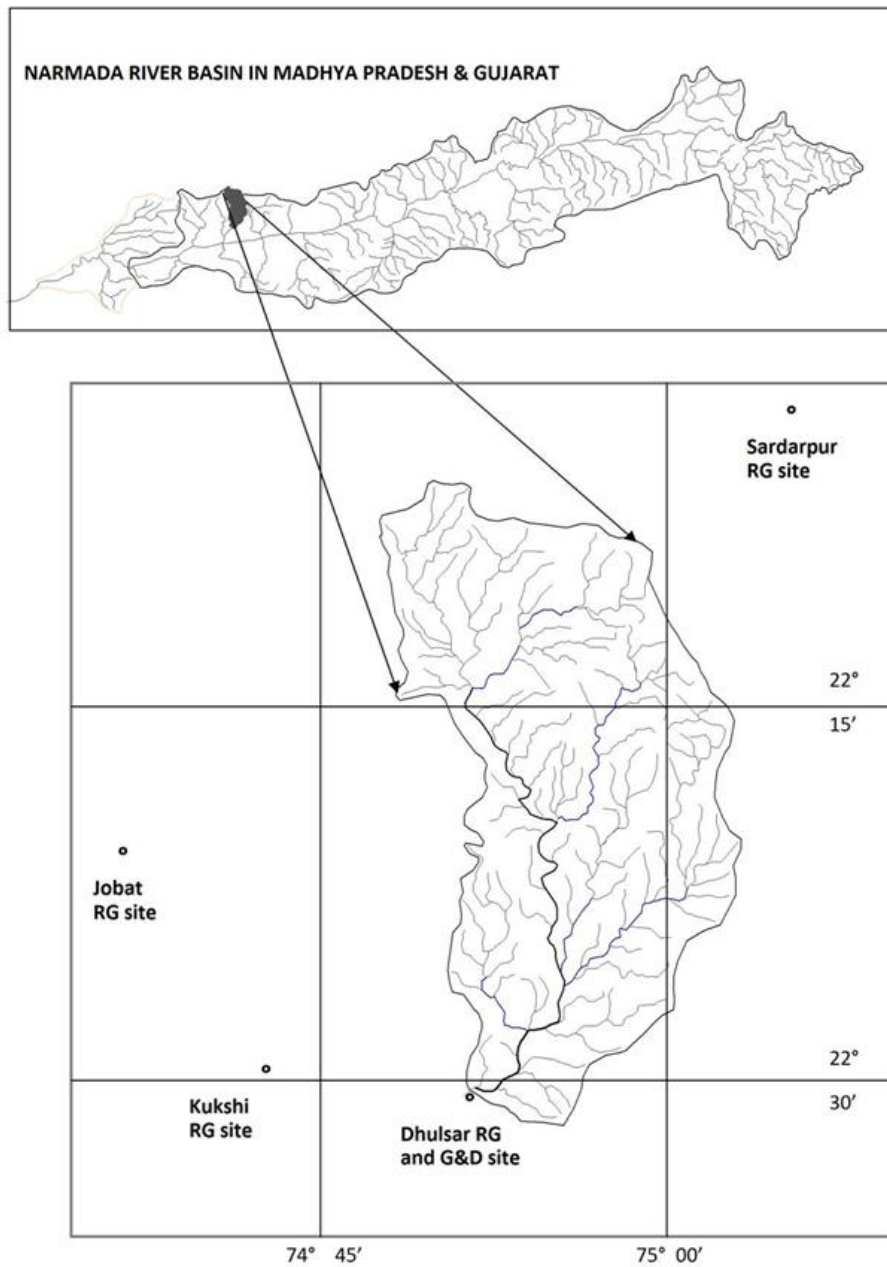 NARMADA RIVER BASIN IN MADHYA PRADESH & GUJARAT
Sardarpur
RG site
22°
15’
Jobat
RG site
22°
30’
Kukshi
RG site
Dhulsar RG
and G&D site
74° 45’
75° 00’